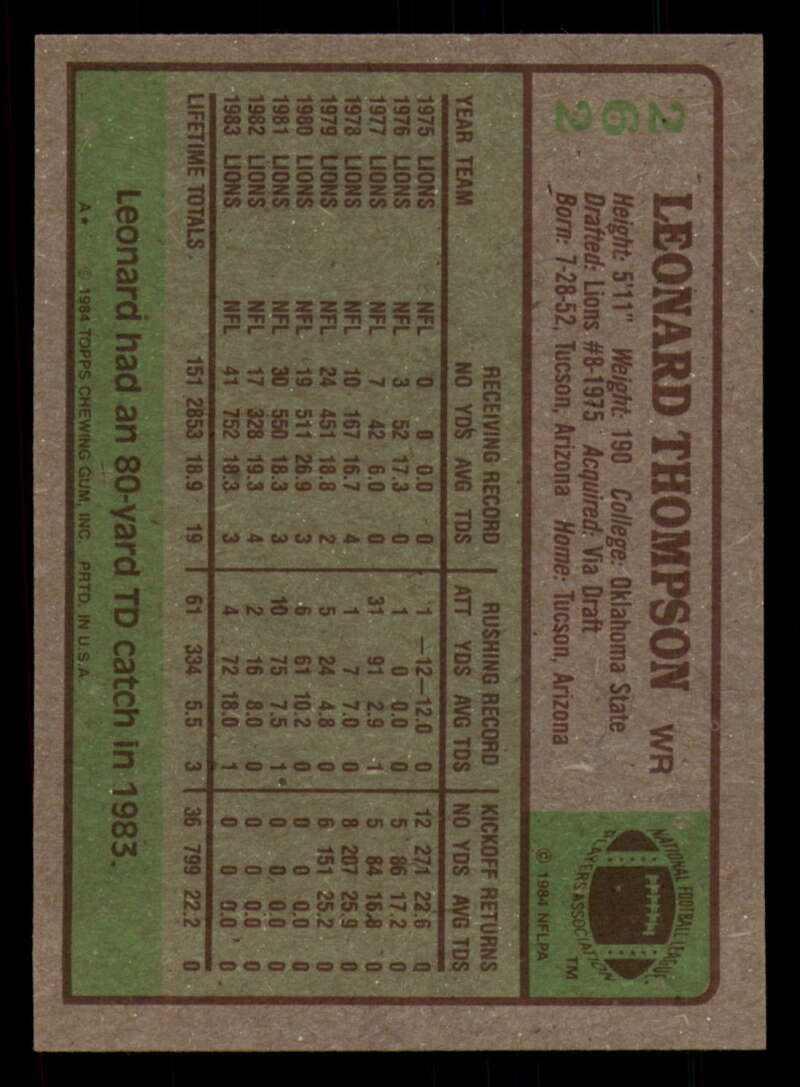 262
LEONARD THOMPSON WR
Height: 5'11" Weight: 190 College: Oklahoma State
Drafted: Lions #8-1975 Acquired: Via Draft
Born: 7-28-52, Tucson, Arizona Home: Tucson, Arizona
NATIONAL FOOTBALL LEAGUE
PLAYERS ASSOCIATION
TM
© 1984 NFLPA
RECEIVING RECORD RUSHING RECORD KICKOFF RETURNS
YEAR TEAM NO YDS AVG TDS ATT YDS AVG TDS NO YDS AVG TDS
1975 LIONS NFL 0 0 0.0 0 1 —12—12.0 0 12 271 22.6 0
1976 LIONS NFL 3 52 17.3 0 1 0 0.0 0 5 86 17.2 0
1977 LIONS NFL 7 42 6.0 0 31 91 2.9 1 5 84 16.8 0
1978 LIONS NFL 10 167 16.7 4 1 7 7.0 0 8 207 25.9 0
1979 LIONS NFL 24 451 18.8 2 5 24 4.8 0 6 151 25.2 0
1980 LIONS NFL 19 511 26.9 3 6 61 10.2 0 0 0 0.0 0
1981 LIONS NFL 30 550 18.3 3 10 75 7.5 1 0 0 0.0 0
1982 LIONS NFL 17 328 19.3 4 2 16 8.0 0 0 0 0.0 0
1983 LIONS NFL 41 752 18.3 3 4 72 18.0 1 0 0 0.0 0
LIFETIME TOTALS 151 2853 18.9 19 61 334 5.5 3 36 799 22.2 0
Leonard had an 80-yard TD catch in 1983.
A* © 1984 TOPPS CHEWING GUM, INC. PRTD. IN U.S.A.